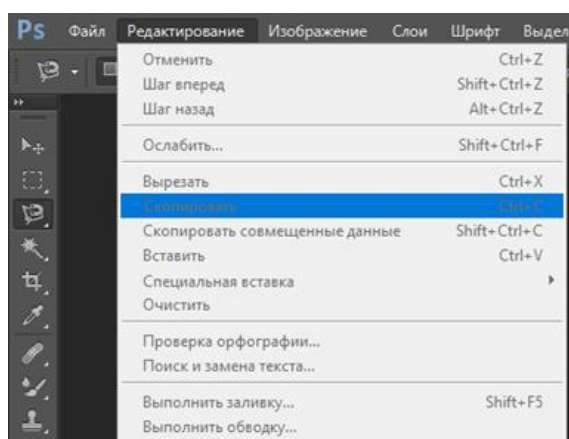 Ps Файл Редактирование Изображение Слои Шрифт Выдел
Отменить Ctrl+Z
Шаг вперед Shift+Ctrl+Z
Шаг назад Alt+Ctrl+Z
Ослабить... Shift+Ctrl+F
Вырезать Ctrl+X
Скопировать Ctrl+C
Скопировать совмещенные данные Shift+Ctrl+C
Вставить Ctrl+V
Специальная вставка
Очистить
Проверка орфографии...
Поиск и замена текста...
Выполнить заливку... Shift+F5
Выполнить обводку...